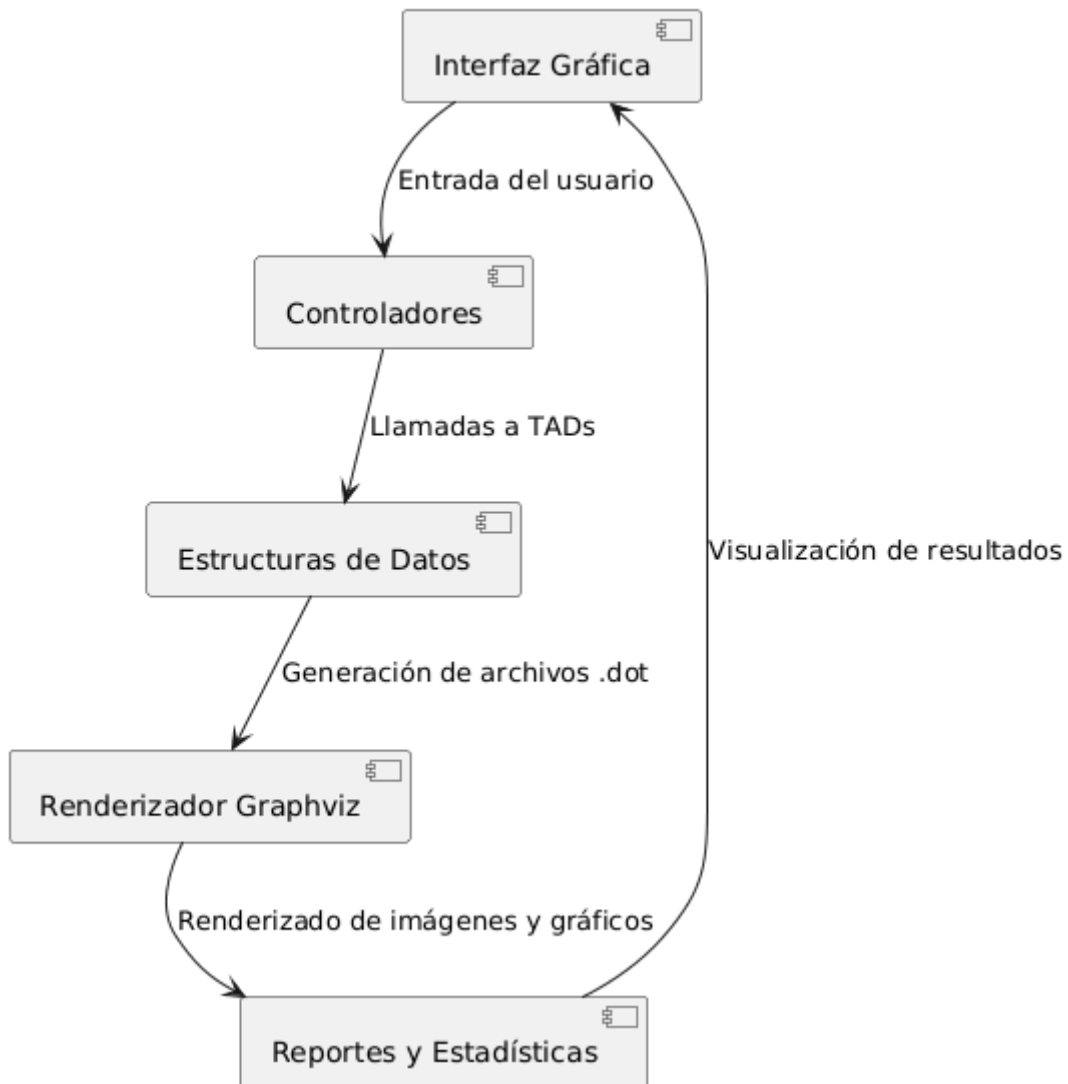 Interfaz Gráfica
Entrada del usuario
Controladores
Llamadas a TADs
Estructuras de Datos
Visualización de resultados
Generación de archivos .dot
Renderizador Graphviz
Renderizado de imágenes y gráficos
Reportes y Estadísticas